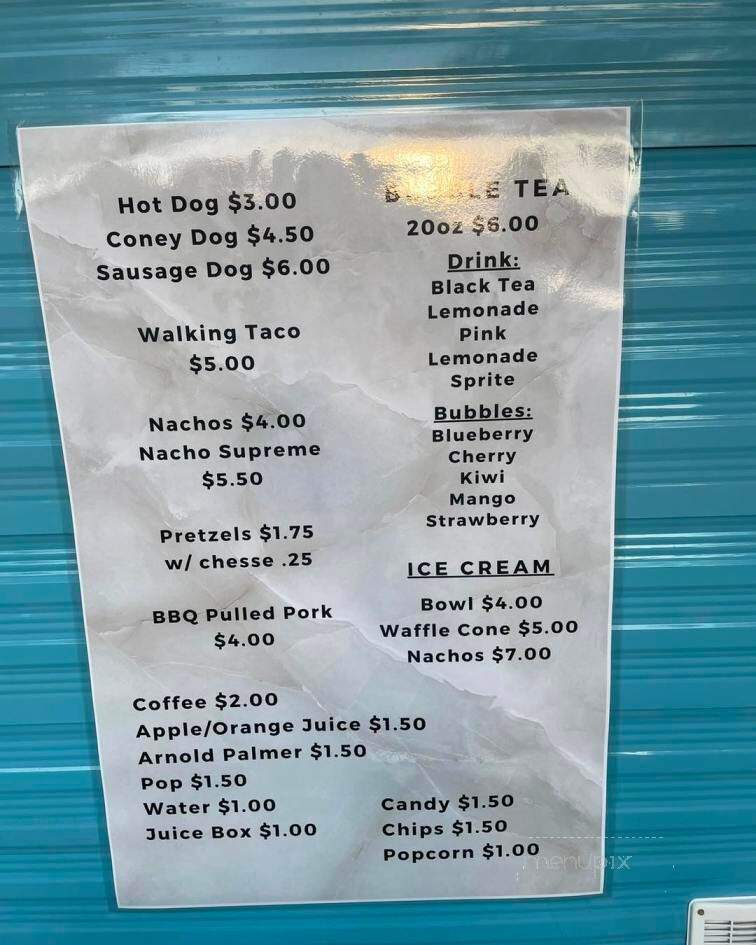 Hot Dog $3.00
Coney Dog $4.50
Sausage Dog $6.00
Walking Taco
$5.00
Nachos $4.00
Nacho Supreme
$5.50
Pretzels $1.75
w/ chesse .25
BBQ Pulled Pork
$4.00
BUBBLE TEA
20oz $6.00
Drink:
Black Tea
Lemonade
Pink
Lemonade
Sprite
Bubbles:
Blueberry
Cherry
Kiwi
Mango
Strawberry
ICE CREAM
Bowl $4.00
Waffle Cone $5.00
Nachos $7.00
Coffee $2.00
Apple/Orange Juice $1.50
Arnold Palmer $1.50
Pop $1.50
Water $1.00
Juice Box $1.00
Candy $1.50
Chips $1.50
Popcorn $1.00
menupix